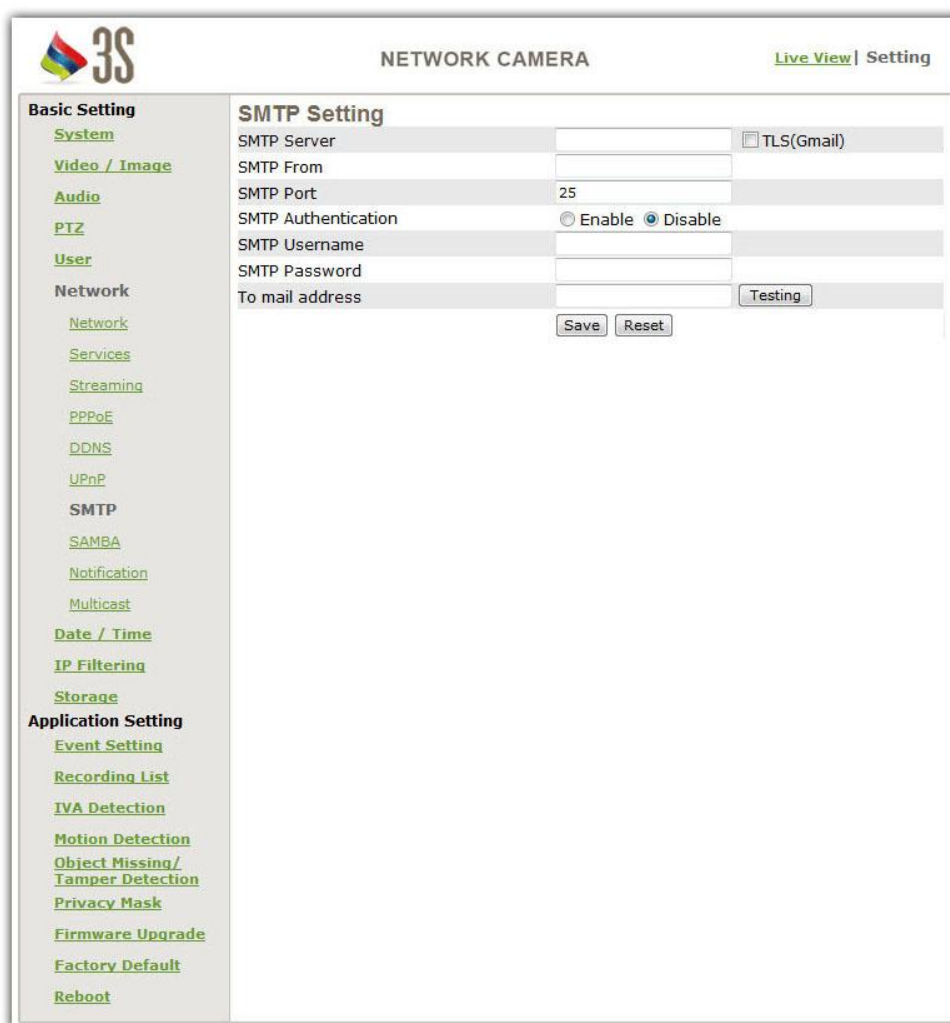 3S
NETWORK CAMERA
Live View| Setting
Basic Setting
System
Video / Image
Audio
PTZ
User
Network
Network
Services
Streaming
PPPoE
DDNS
UPnP
SMTP
SAMBA
Notification
Multicast
Date / Time
IP Filtering
Storage
Application Setting
Event Setting
Recording List
IVA Detection
Motion Detection
Object Missing/
Tamper Detection
Privacy Mask
Firmware Upgrade
Factory Default
Reboot
SMTP Setting
SMTP Server TLS(Gmail)
SMTP From
SMTP Port 25
SMTP Authentication Enable Disable
SMTP Username
SMTP Password
To mail address Testing
Save Reset